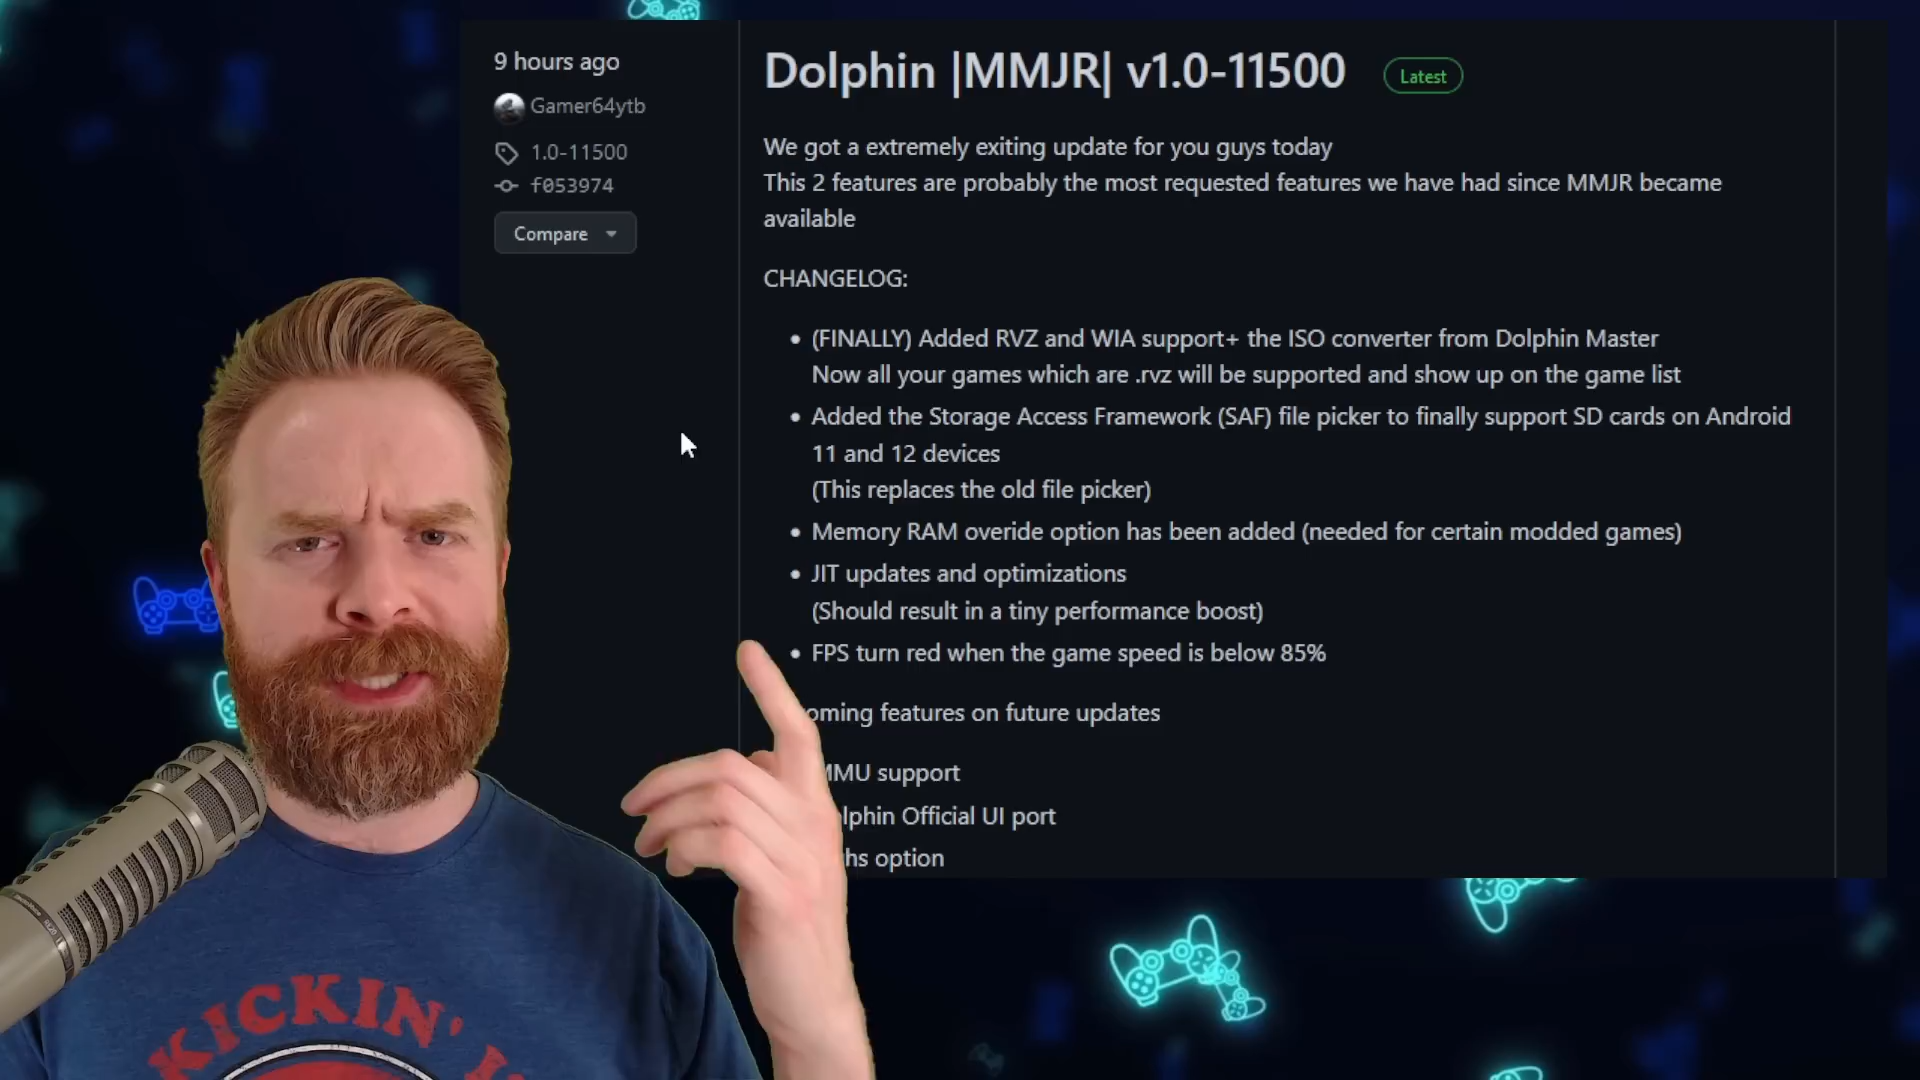 9 hours ago
Gamer64ytb
1.0-11500
f053974
Compare
Dolphin |MMJR| v1.0-11500
Latest
We got a extremely exiting update for you guys today
This 2 features are probably the most requested features we have had since MMJR became
available
CHANGELOG:
(FINALLY) Added RVZ and WIA support+ the ISO converter from Dolphin Master
Now all your games which are .rvz will be supported and show up on the game list
Added the Storage Access Framework (SAF) file picker to finally support SD cards on Android
11 and 12 devices
(This replaces the old file picker)
Memory RAM overide option has been added (needed for certain modded games)
JIT updates and optimizations
(Should result in a tiny performance boost)
FPS turn red when the game speed is below 85%
features on future updates
support
Official UI port
option
KICKIN'